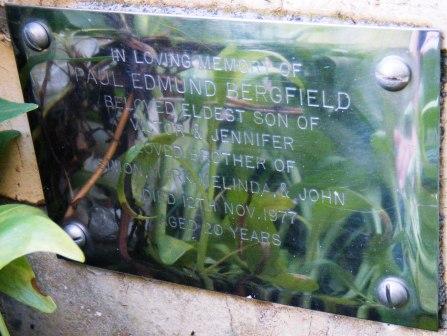 IN LOVING MEMORY OF
PAUL EDMUND BERGFIELD
BELOVED ELDEST SON OF
VICTOR & JENNIFER
LOVED BROTHER OF
& JOHN
DIED 12TH NOV. 1977
AGED 20 YEARS